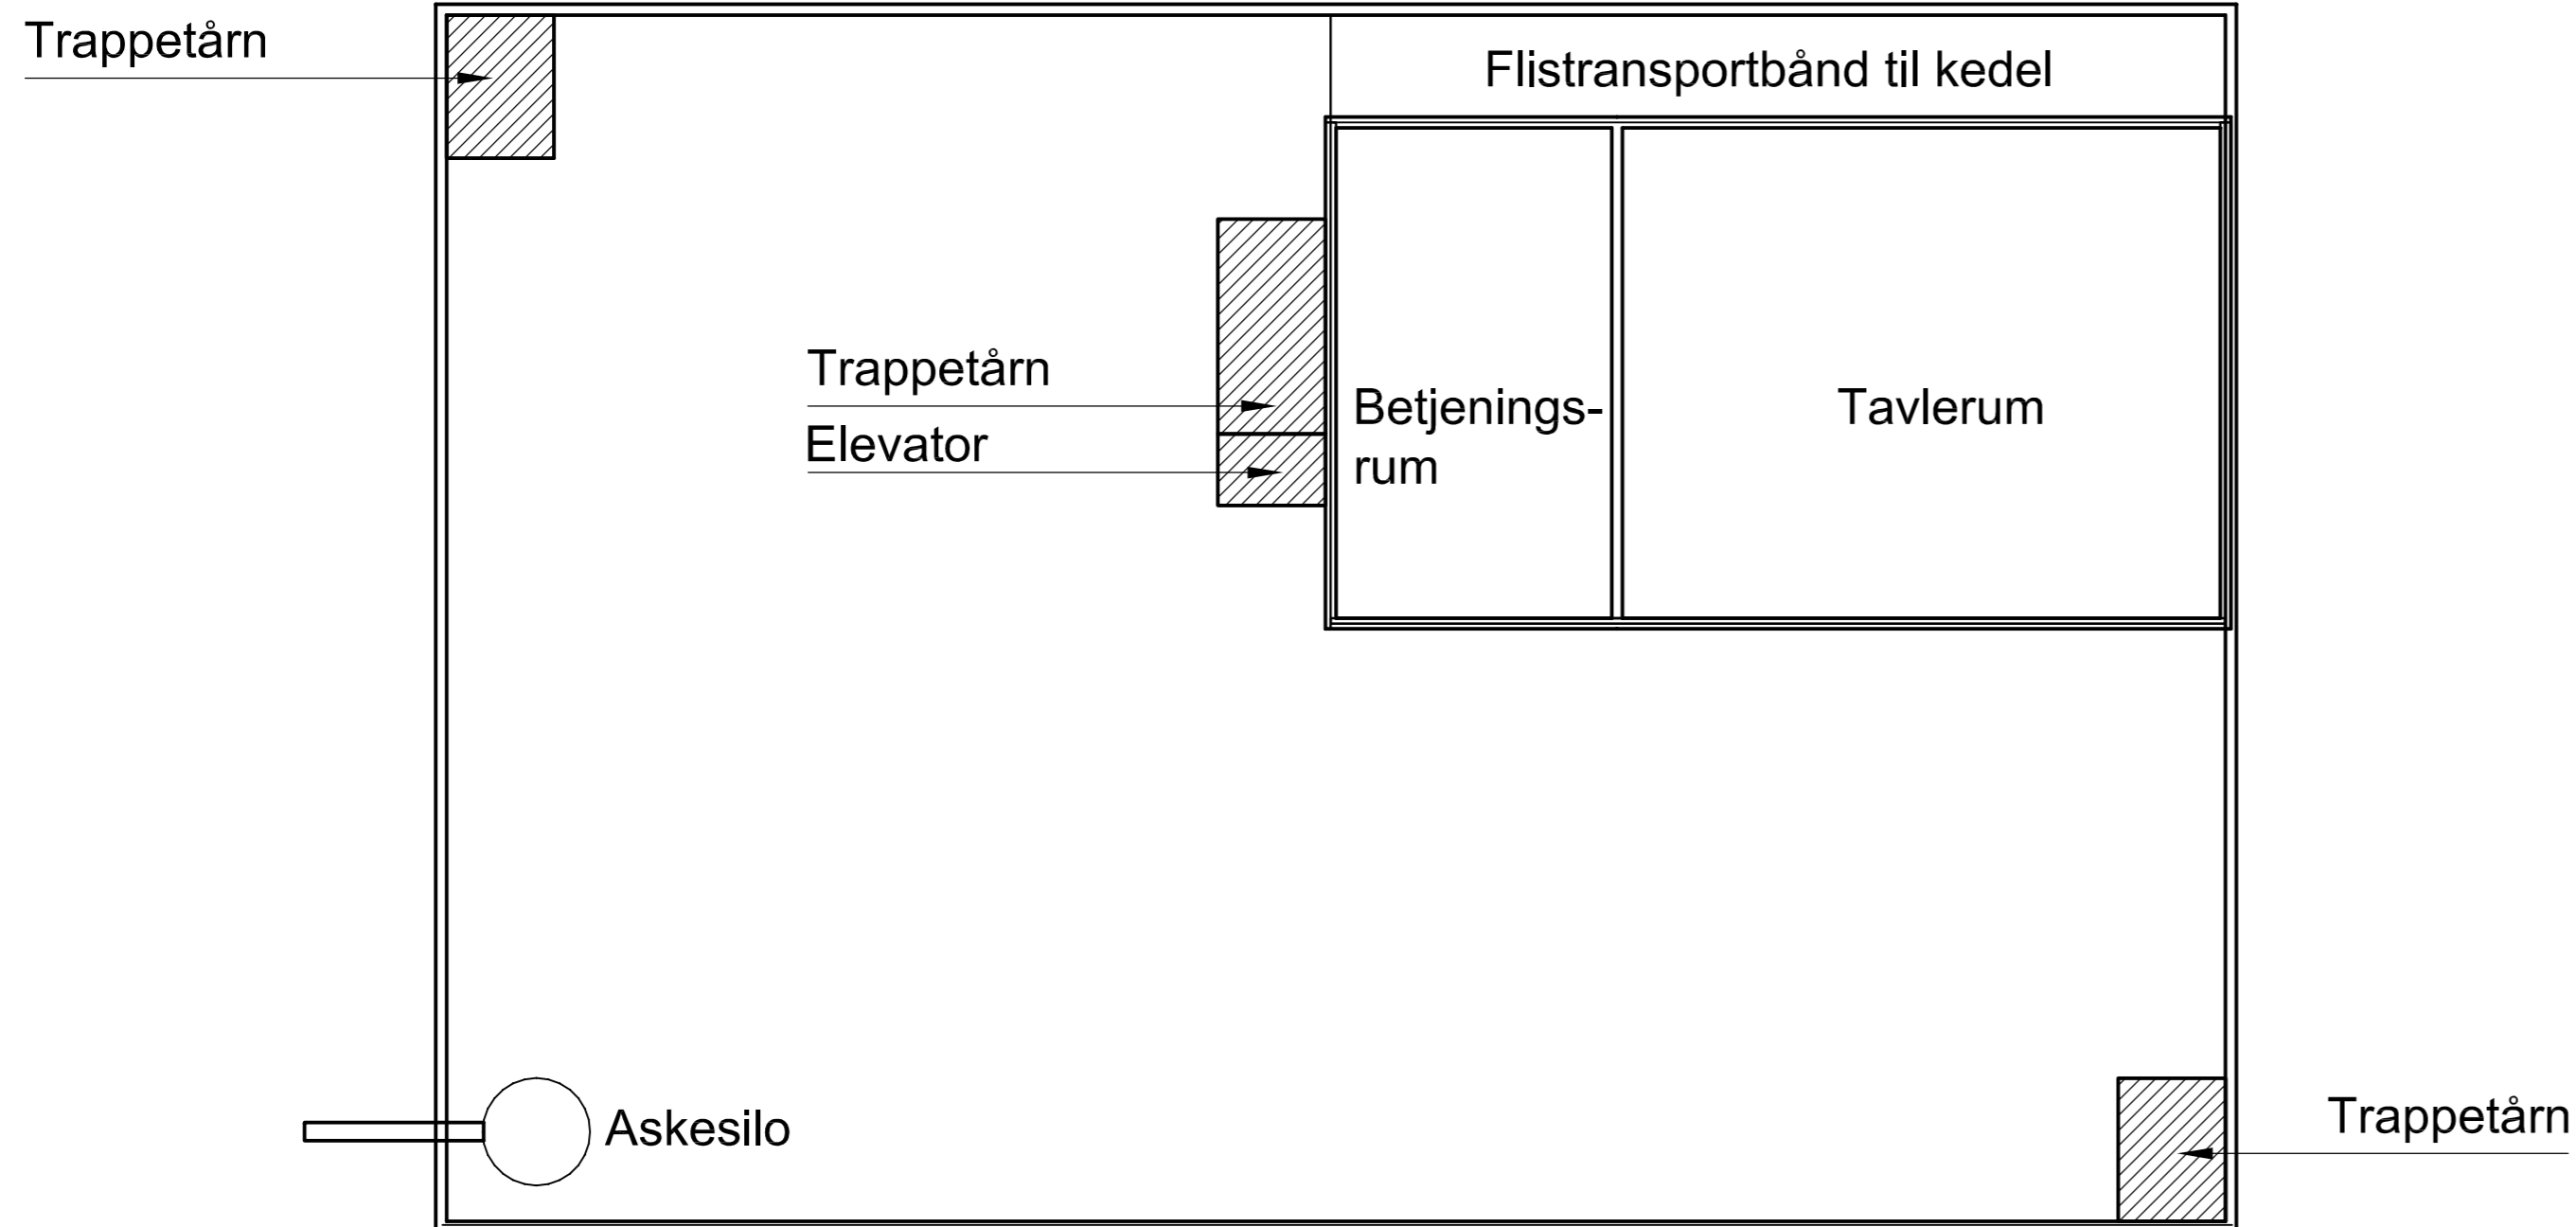 Trappetårn
Flistransportbånd til kedel
Trappetårn
Elevator
Betjenings-
rum
Tavlerum
Askesilo
Trappetårn